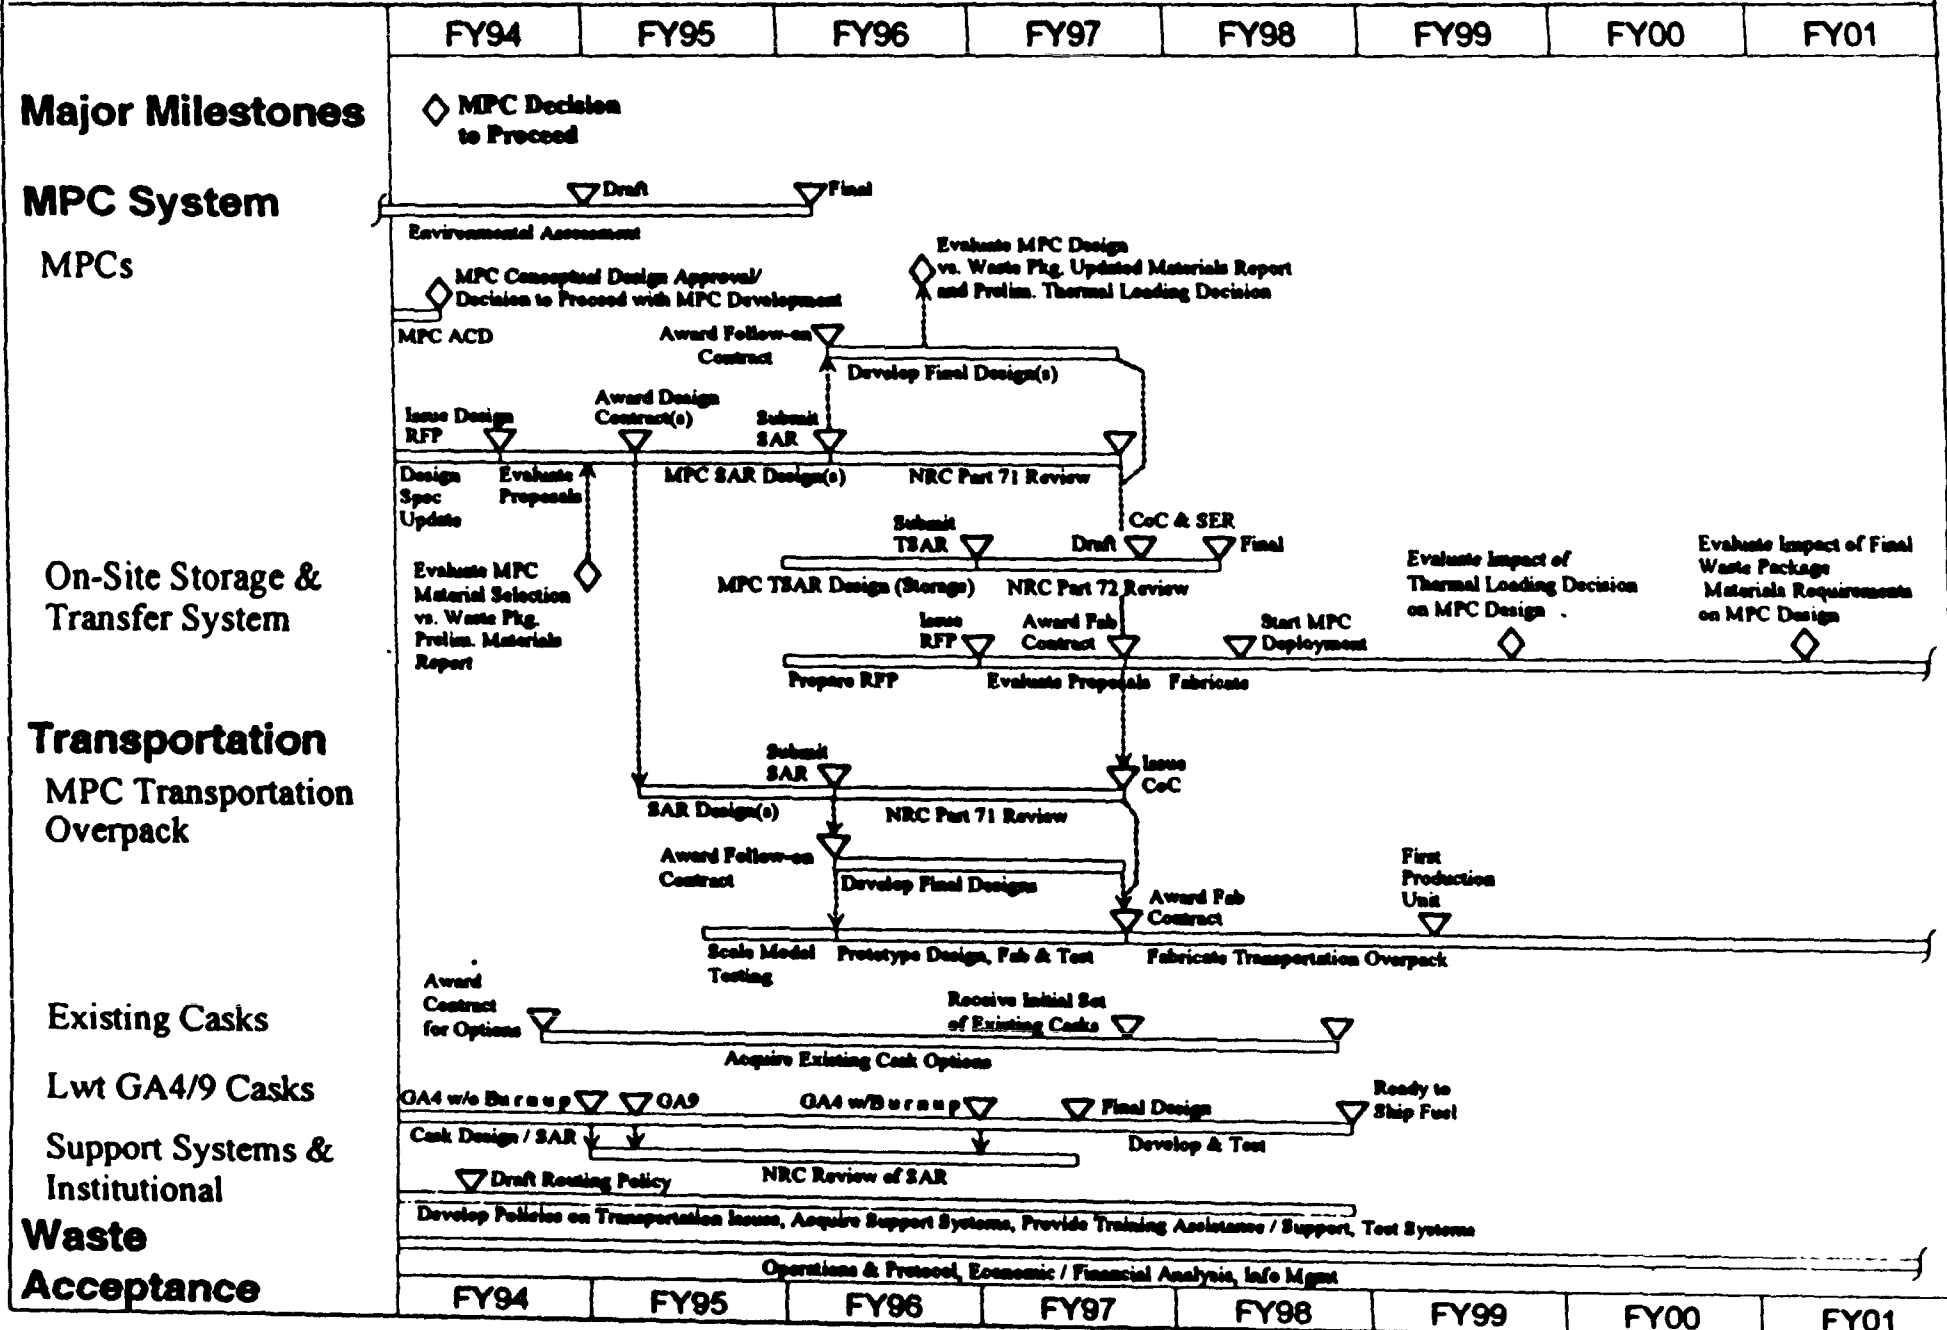 FY94 FY95 FY96 FY97 FY98 FY99 FY00 FY01
Major Milestones
MPC Decision
to Proceed
MPC System
Draft
Final
Environmental Assessment
MPCs
MPC Conceptual Design Approval/
Decision to Proceed with MPC Development
MPC ACD
Evaluate MPC Design
vs. Waste Pkg. Updated Materials Report
and Prelim. Thermal Loading Decision
Award Follow-on
Contract
Develop Final Design(s)
Issue Design
RFP
Award Design
Contract(s)
Submit
SAR
Design
Spec
Update
Evaluate
Proposals
MPC SAR Design(s)
NRC Part 71 Review
On-Site Storage &
Transfer System
Evaluate MPC
Material Selection
vs. Waste Pkg.
Prelim. Materials
Report
Submit
TSAR
CoC & SER
Draft
Final
MPC TSAR Design (Storage)
NRC Part 72 Review
Issue
RFP
Award Fab
Contract
Start MPC
Deployment
Evaluate Impact of
Thermal Loading Decision
on MPC Design
Evaluate Impact of Final
Waste Package
Materials Requirements
on MPC Design
Prepare RFP
Evaluate Proposals
Fabricate
Transportation
MPC Transportation
Overpack
Submit
SAR
Issue
CoC
SAR Design(s)
NRC Part 71 Review
Award Follow-on
Contract
Develop Final Designs
Award Fab
Contract
First
Production
Unit
Scale Model
Testing
Prototype Design, Fab & Test
Fabricate Transportation Overpack
Existing Casks
Award
Contract
for Options
Receive Initial Set
of Existing Casks
Acquire Existing Cask Options
Lwt GA4/9 Casks
GA4 w/o Burnup
GA9
GA4 w/Burnup
Final Design
Ready to
Ship Fuel
Cask Design / SAR
Develop & Test
NRC Review of SAR
Support Systems &
Institutional
Draft Routing Policy
Develop Policies on Transportation Issues, Acquire Support Systems, Provide Training Assistance / Support, Test Systems
Waste
Acceptance
Operations & Protocol, Economic / Financial Analysis, Info Mgmt
FY94 FY95 FY96 FY97 FY98 FY99 FY00 FY01